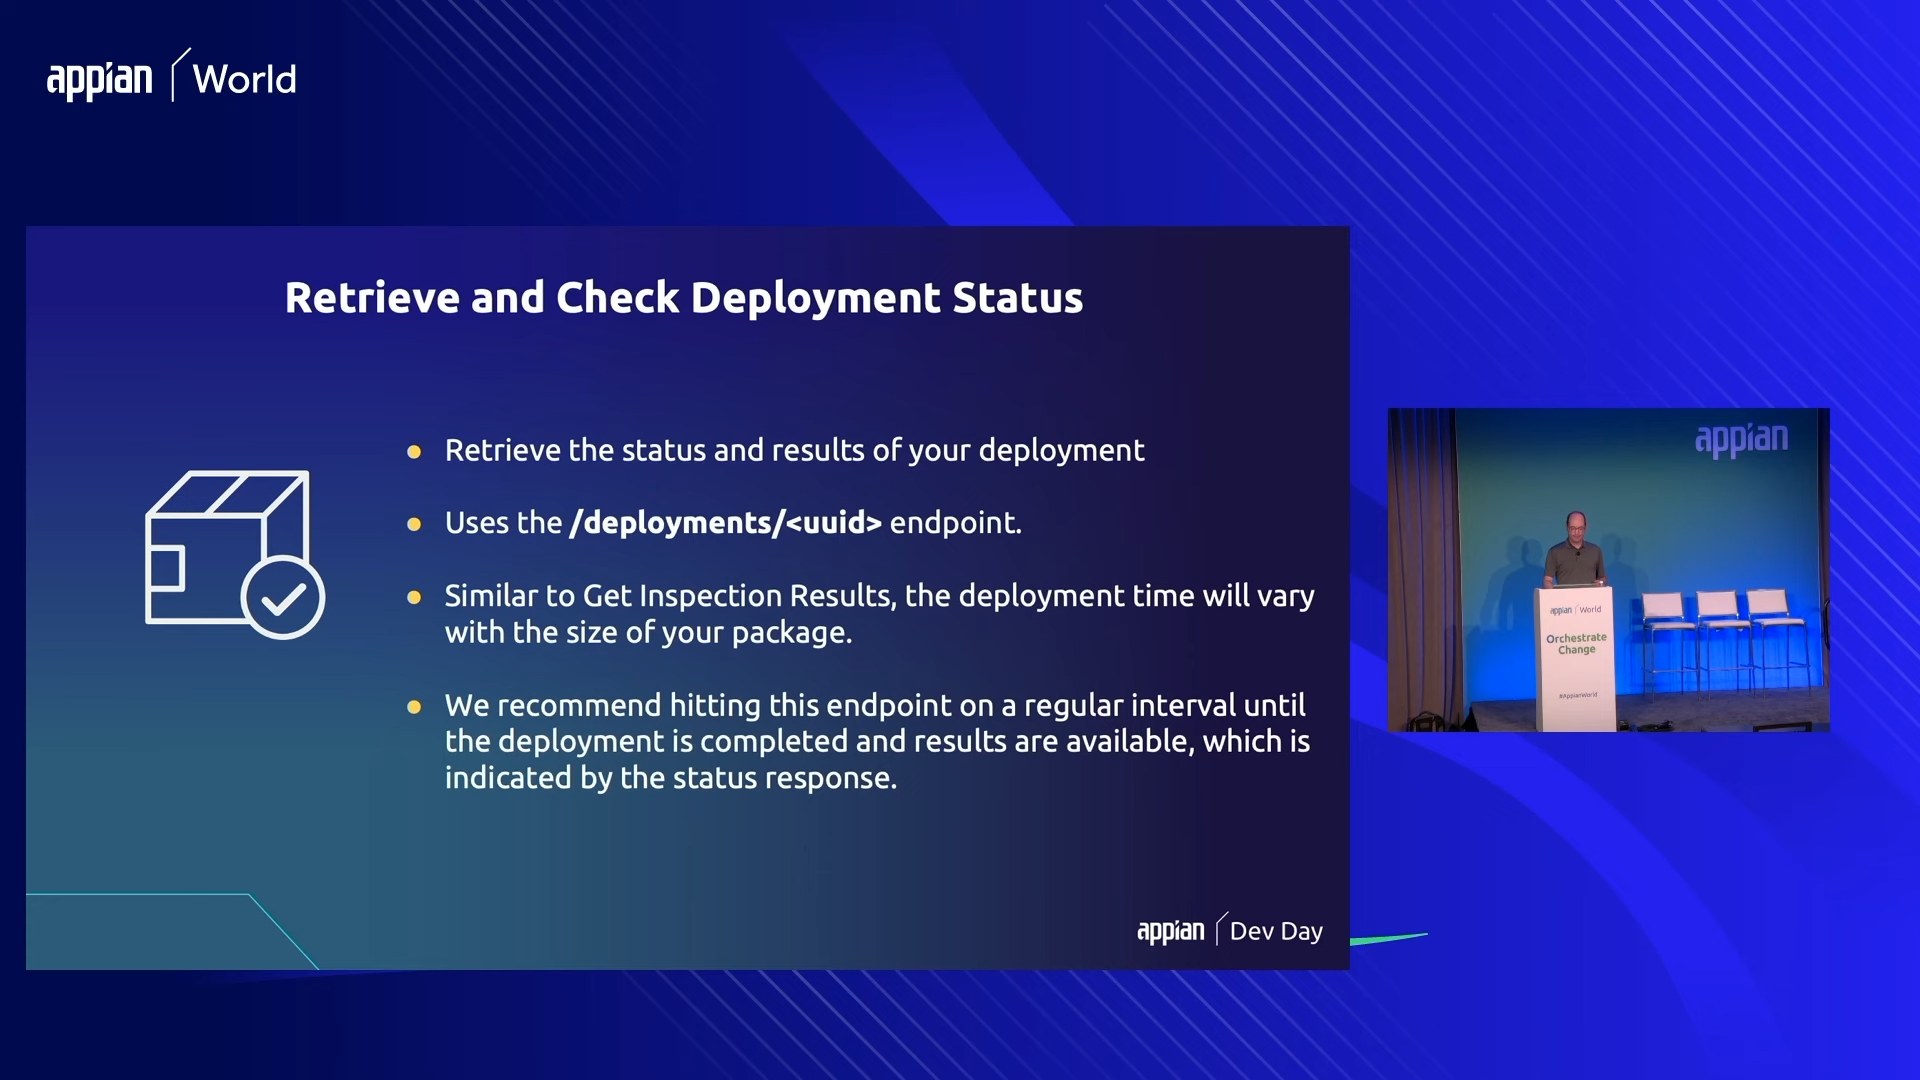 appian World
Retrieve and Check Deployment Status
● Retrieve the status and results of your deployment
● Uses the /deployments/<uuid> endpoint.
● Similar to Get Inspection Results, the deployment time will vary
with the size of your package.
● We recommend hitting this endpoint on a regular interval until
the deployment is completed and results are available, which is
indicated by the status response.
appian Dev Day
appian
appian World
Orchestrate
Change
#AppianWorld